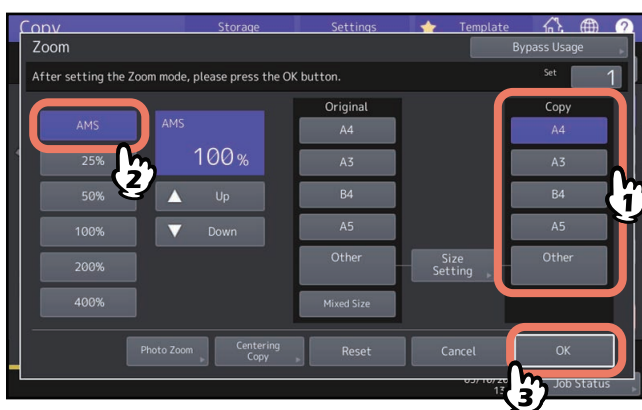 Copy Storage Settings Template ?
Zoom
Bypass Usage
After setting the Zoom mode, please press the OK button.
Set 1
AMS
25%
50%
100%
200%
400%
AMS
100 %
Up
Down
Original
A4
A3
B4
A5
Other
Mixed Size
Size
Setting
Copy
A4
A3
B4
A5
Other
1
2
Photo Zoom
Centering
Copy
Reset
Cancel
OK
3
Job Status